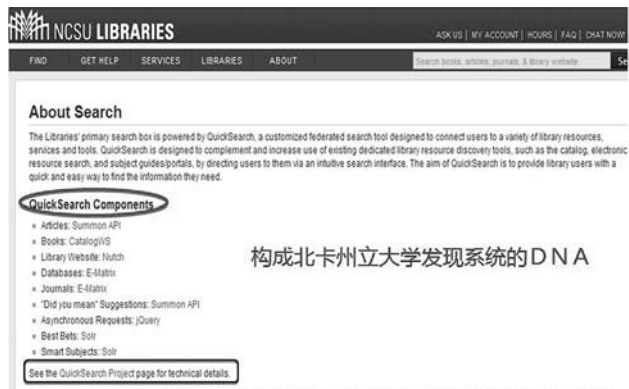 NCSU LIBRARIES
ASK US | MY ACCOUNT | HOURS | FAQ | CHAT NOW!
FIND GET HELP SERVICES LIBRARIES ABOUT
Search books, articles, journals, & library website Se
About Search
The Libraries' primary search box is powered by QuickSearch, a customized federated search tool designed to connect users to a variety of library resources,
services and tools. QuickSearch is designed to complement and increase use of existing dedicated library resource discovery tools, such as the catalog, electronic
resource search, and subject guides/portals, by directing users to them via an intuitive search interface. The aim of QuickSearch is to provide library users with a
quick and easy way to find the information they need.
QuickSearch Components
Articles: Summon API
Books: CatalogWS
Library Website: Nutch
Databases: E-Matrix
Journals: E-Matrix
"Did you mean" Suggestions: Summon API
Asynchronous Requests: jQuery
Best Bets: Solr
Smart Subjects: Solr
构成北卡州立大学发现系统的DNA
See the QuickSearch Project page for technical details.